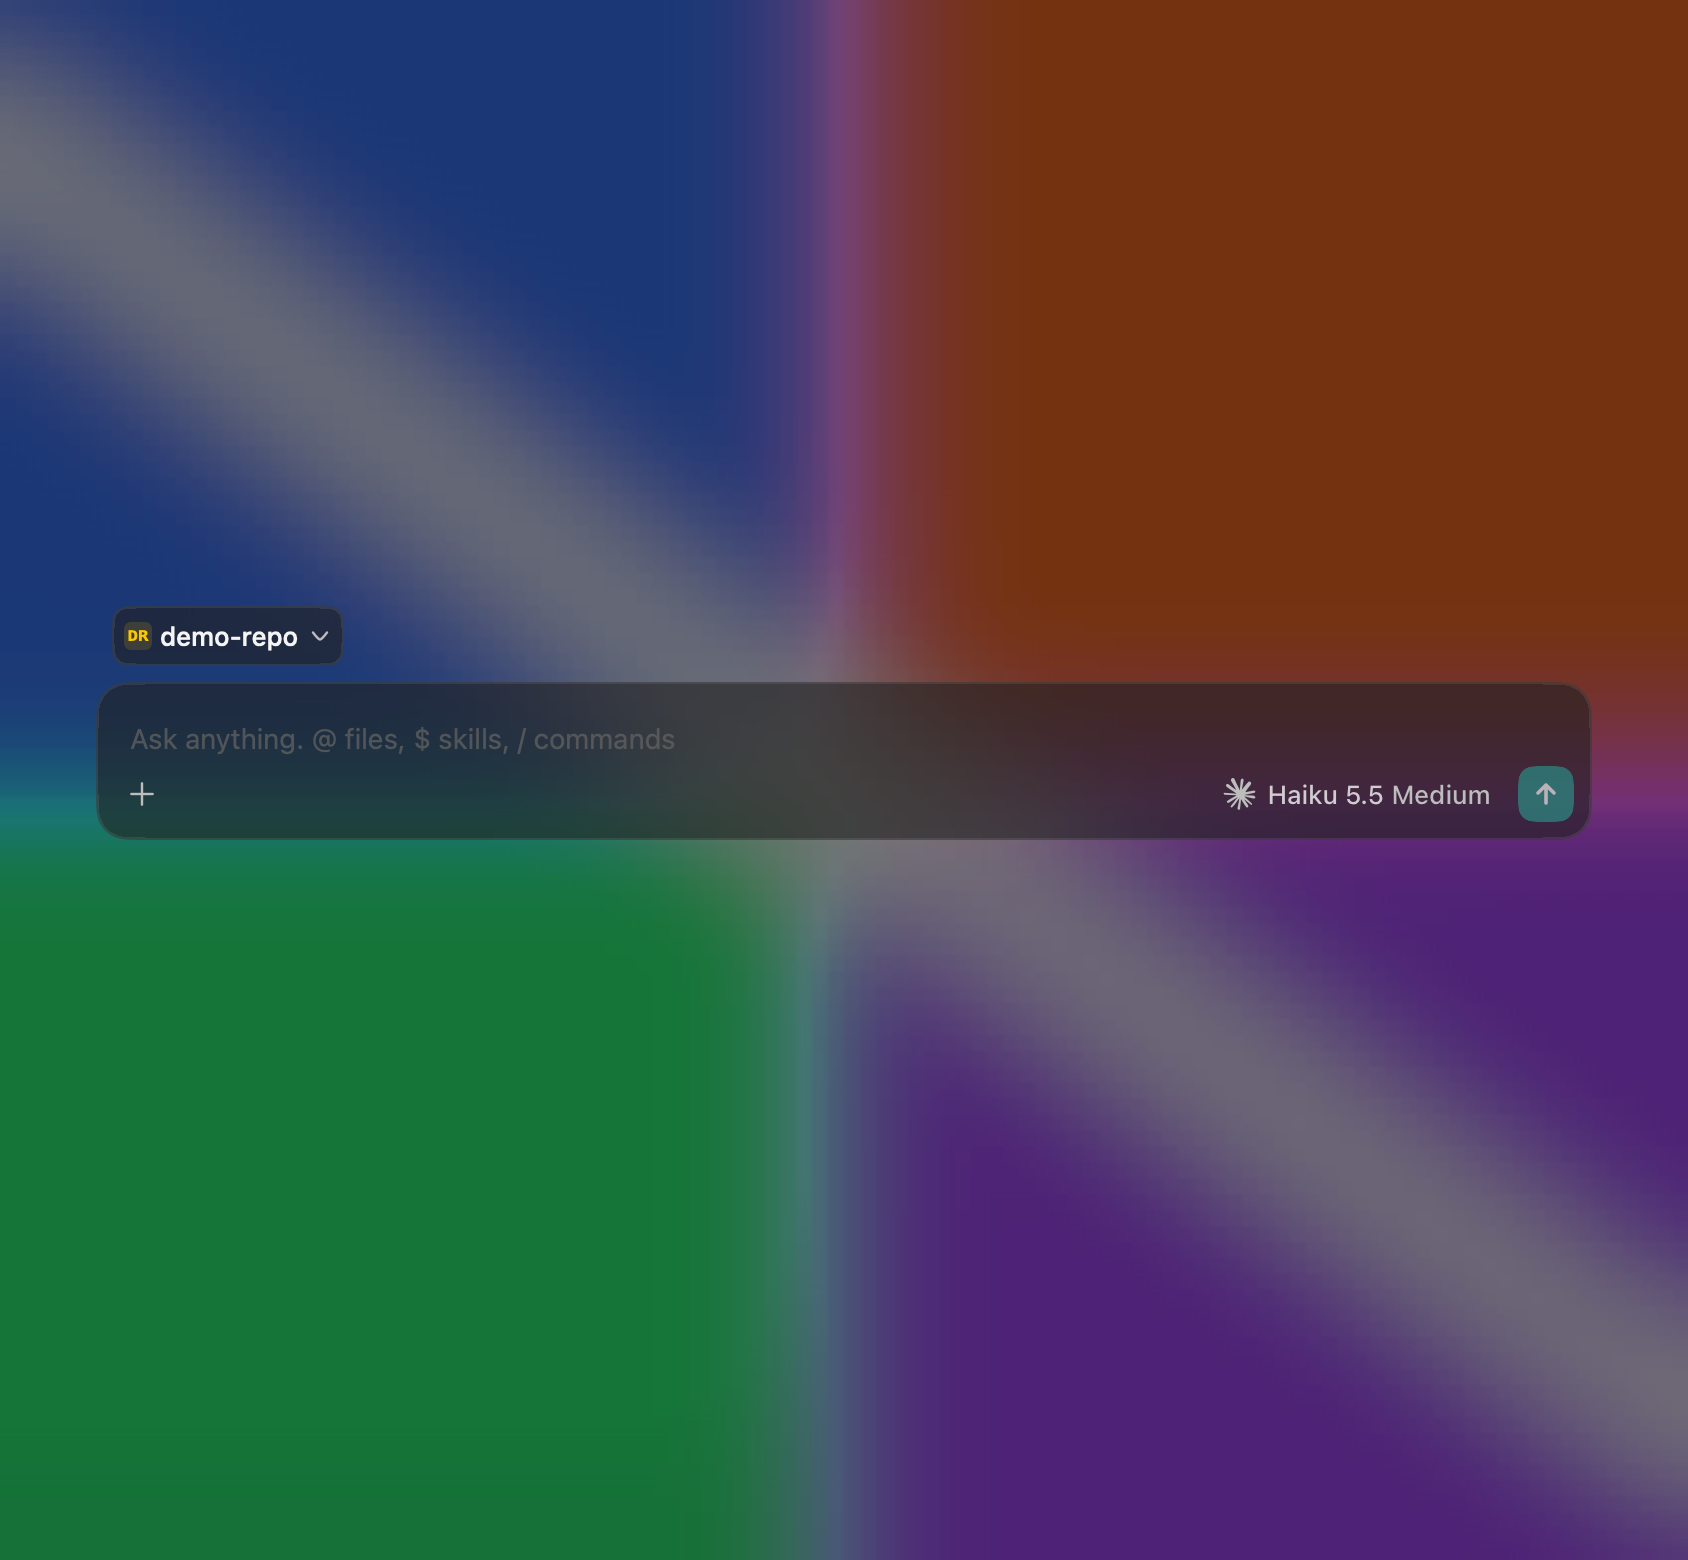 DR demo-repo
Ask anything. @ files, $ skills, / commands
Haiku 5.5 Medium